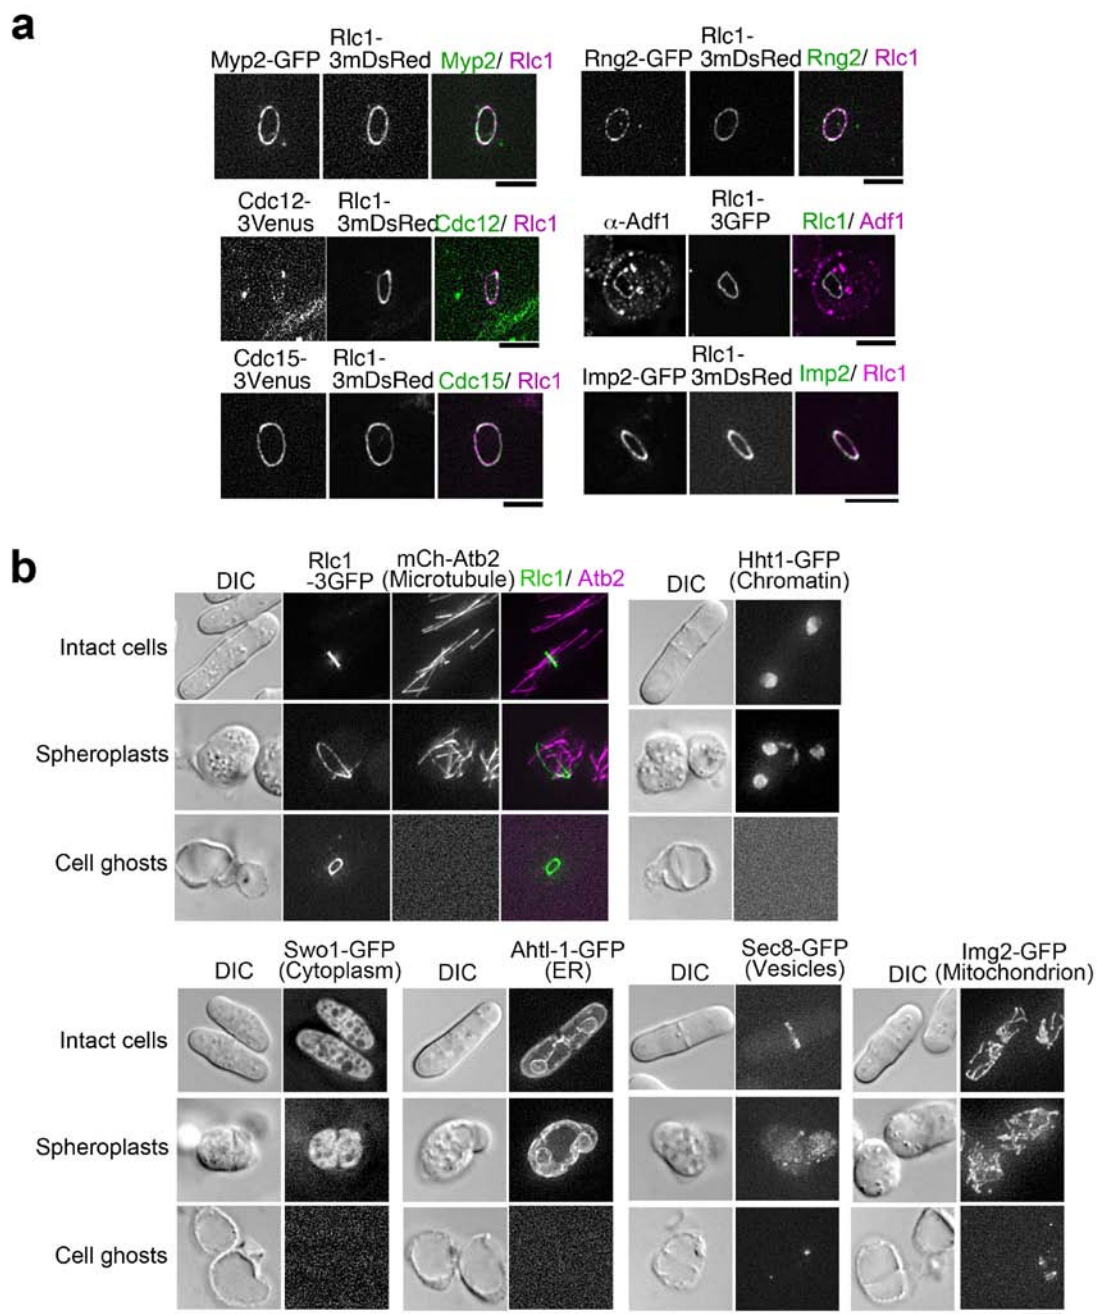 a
Myp2-GFP Rlc1-3mDsRed Myp2/ Rlc1
Rng2-GFP Rlc1-3mDsRed Rng2/ Rlc1
Cdc12-3Venus Rlc1-3mDsRed Cdc12/ Rlc1
α-Adf1 Rlc1-3GFP Rlc1/ Adf1
Cdc15-3Venus Rlc1-3mDsRed Cdc15/ Rlc1
Imp2-GFP Rlc1-3mDsRed Imp2/ Rlc1
b
DIC Rlc1-3GFP mCh-Atb2 (Microtubule) Rlc1/ Atb2
DIC Hht1-GFP (Chromatin)
Intact cells
Spheroplasts
Cell ghosts
DIC Swo1-GFP (Cytoplasm)
DIC Ahtl-1-GFP (ER)
DIC Sec8-GFP (Vesicles)
DIC Img2-GFP (Mitochondrion)
Intact cells
Spheroplasts
Cell ghosts